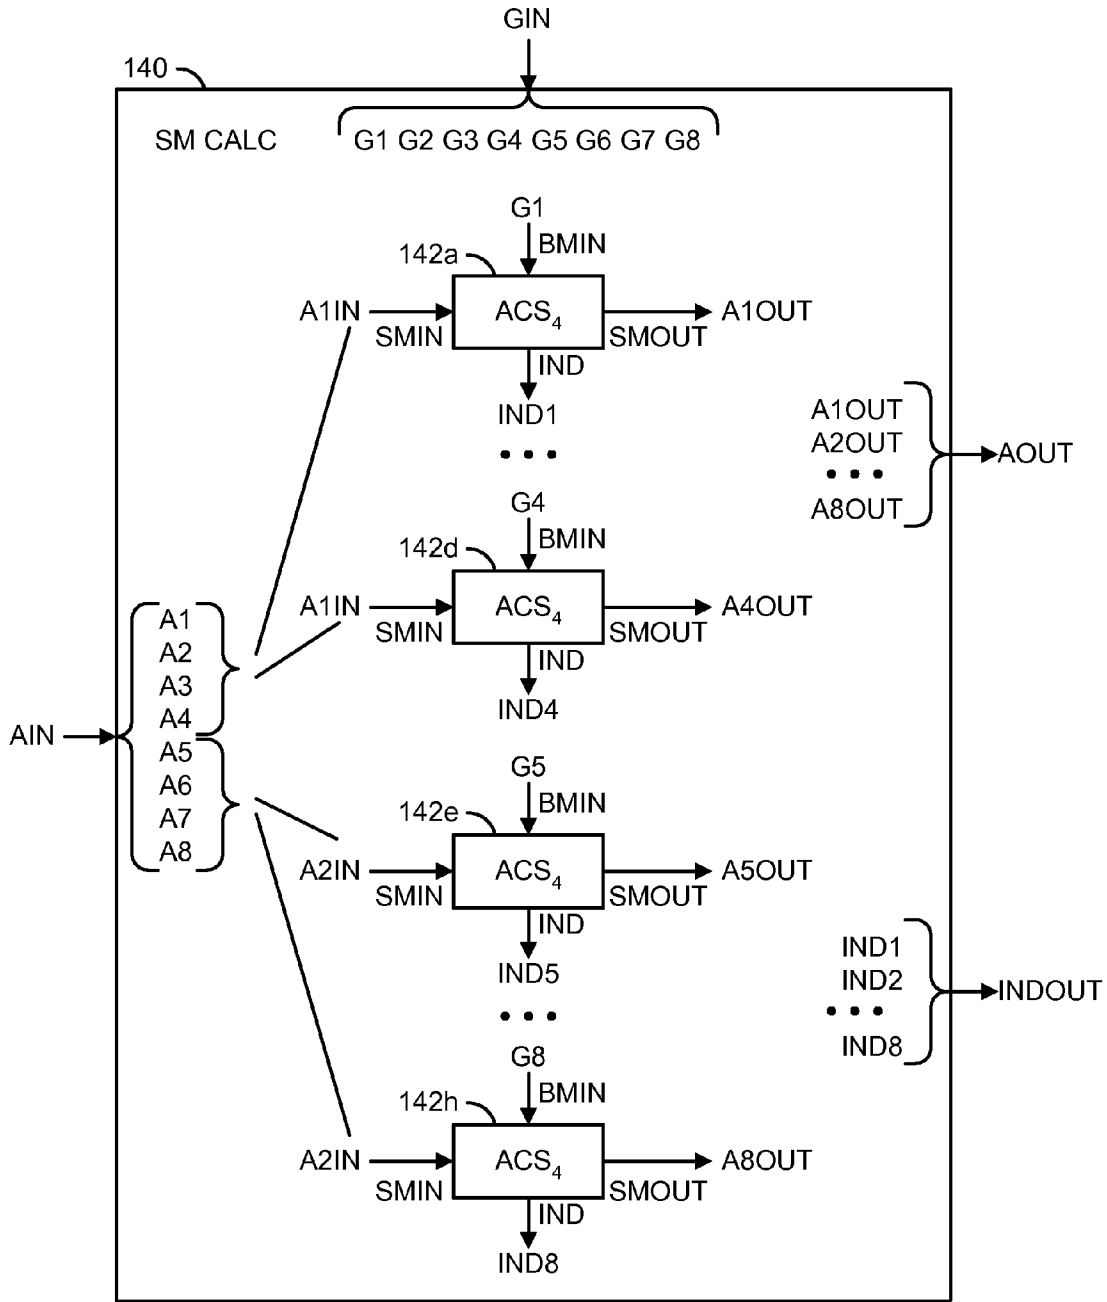 GIN
140
SM CALC
G1 G2 G3 G4 G5 G6 G7 G8
G1
BMIN
142a
A1IN
SMIN
ACS4
SMOUT
A1OUT
IND
IND1
• • •
G4
BMIN
142d
A1IN
SMIN
ACS4
SMOUT
A4OUT
IND
IND4
A1OUT
A2OUT
• • •
A8OUT
AOUT
AIN
A1
A2
A3
A4
A5
A6
A7
A8
G5
BMIN
142e
A2IN
SMIN
ACS4
SMOUT
A5OUT
IND
IND5
• • •
G8
BMIN
142h
A2IN
SMIN
ACS4
SMOUT
A8OUT
IND
IND8
IND1
IND2
• • •
IND8
INDOUT